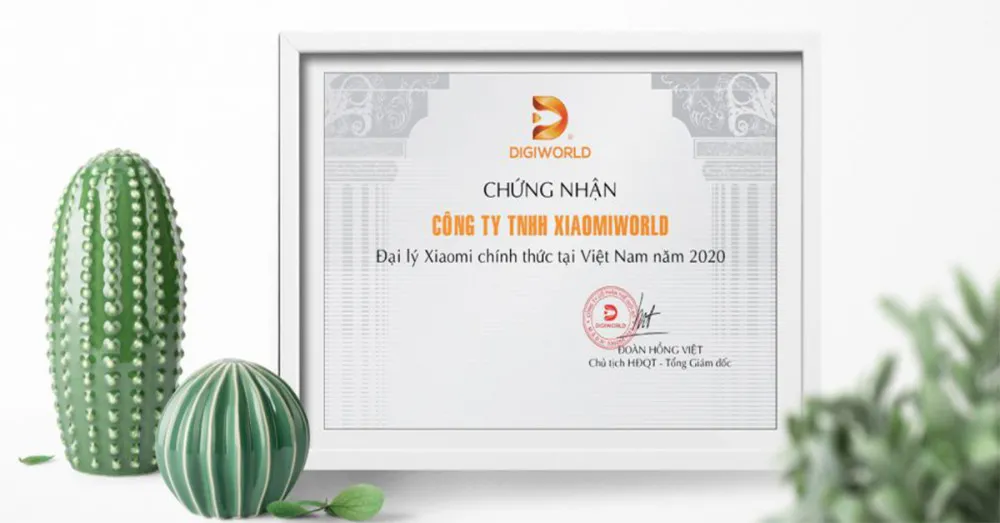 DIGIWORLD
CHỨNG NHẬN
CÔNG TY TNHH XIAOMIWORLD
Đại lý Xiaomi chính thức tại Việt Nam năm 2020
DIGIWORLD
ĐOÀN HỒNG VIỆT
Chủ tịch HĐQT - Tổng Giám đốc